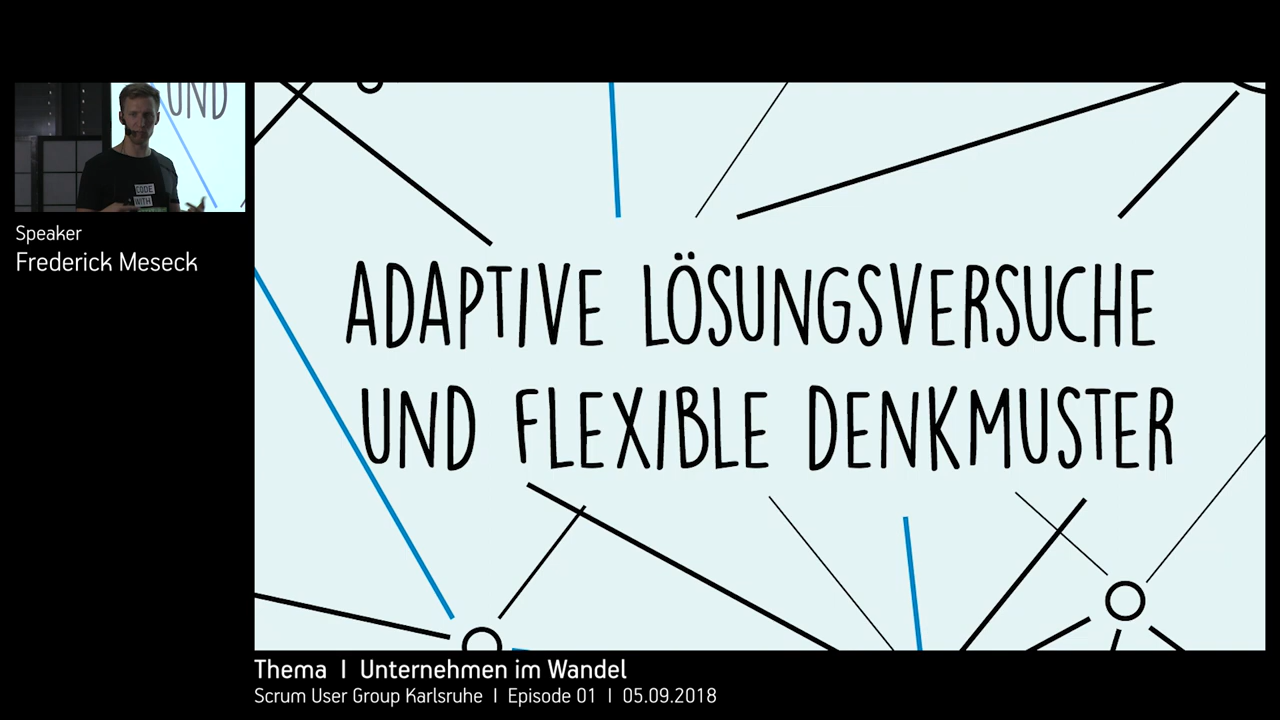 UND
CODE
WITH
Speaker
Frederick Meseck
ADAPTIVE LÖSUNGSVERSUCHE
UND FLEXIBLE DENKMUSTER
Thema | Unternehmen im Wandel
Scrum User Group Karlsruhe | Episode 01 | 05.09.2018